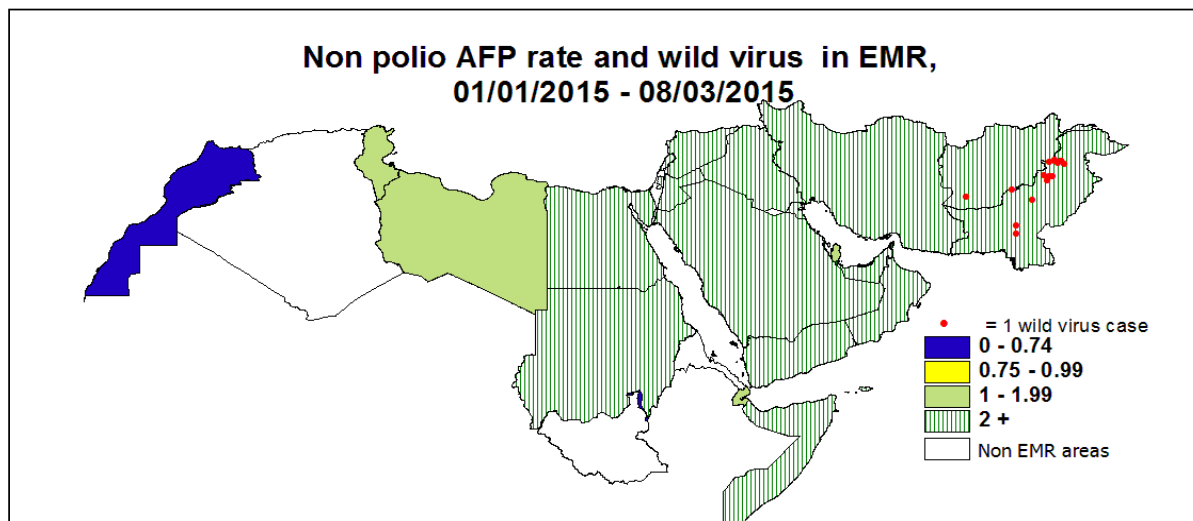 Non polio AFP rate and wild virus in EMR,
01/01/2015 - 08/03/2015
= 1 wild virus case
0 - 0.74
0.75 - 0.99
1 - 1.99
2 +
Non EMR areas